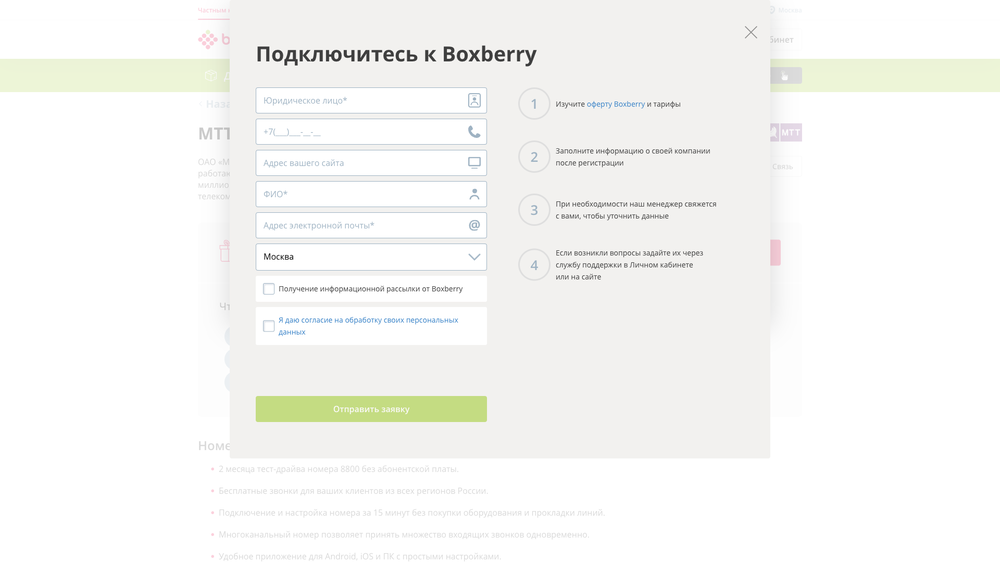 Частным
Москва
b
бинет
Подключитесь к Boxberry
Юридическое лицо*
+7(___)___-__-__
Адрес вашего сайта
ФИО*
Адрес электронной почты*
Москва
Получение информационной рассылки от Boxberry
Я даю согласие на обработку своих персональных
данных
Отправить заявку
1
Изучите оферту Boxberry и тарифы
2
Заполните информацию о своей компании
после регистрации
3
При необходимости наш менеджер свяжется
с вами, чтобы уточнить данные
4
Если возникли вопросы задайте их через
службу поддержки в Личном кабинете
или на сайте
Наза
МТТ
МТТ
ОАО «М
работаю
миллио
телеком
Связь
Чт
Номе
2 месяца тест-драйва номера 8800 без абонентской платы.
Бесплатные звонки для ваших клиентов из всех регионов России.
Подключение и настройка номера за 15 минут без покупки оборудования и прокладки линий.
Многоканальный номер позволяет принять множество входящих звонков одновременно.
Удобное приложение для Android, iOS и ПК с простыми настройками.